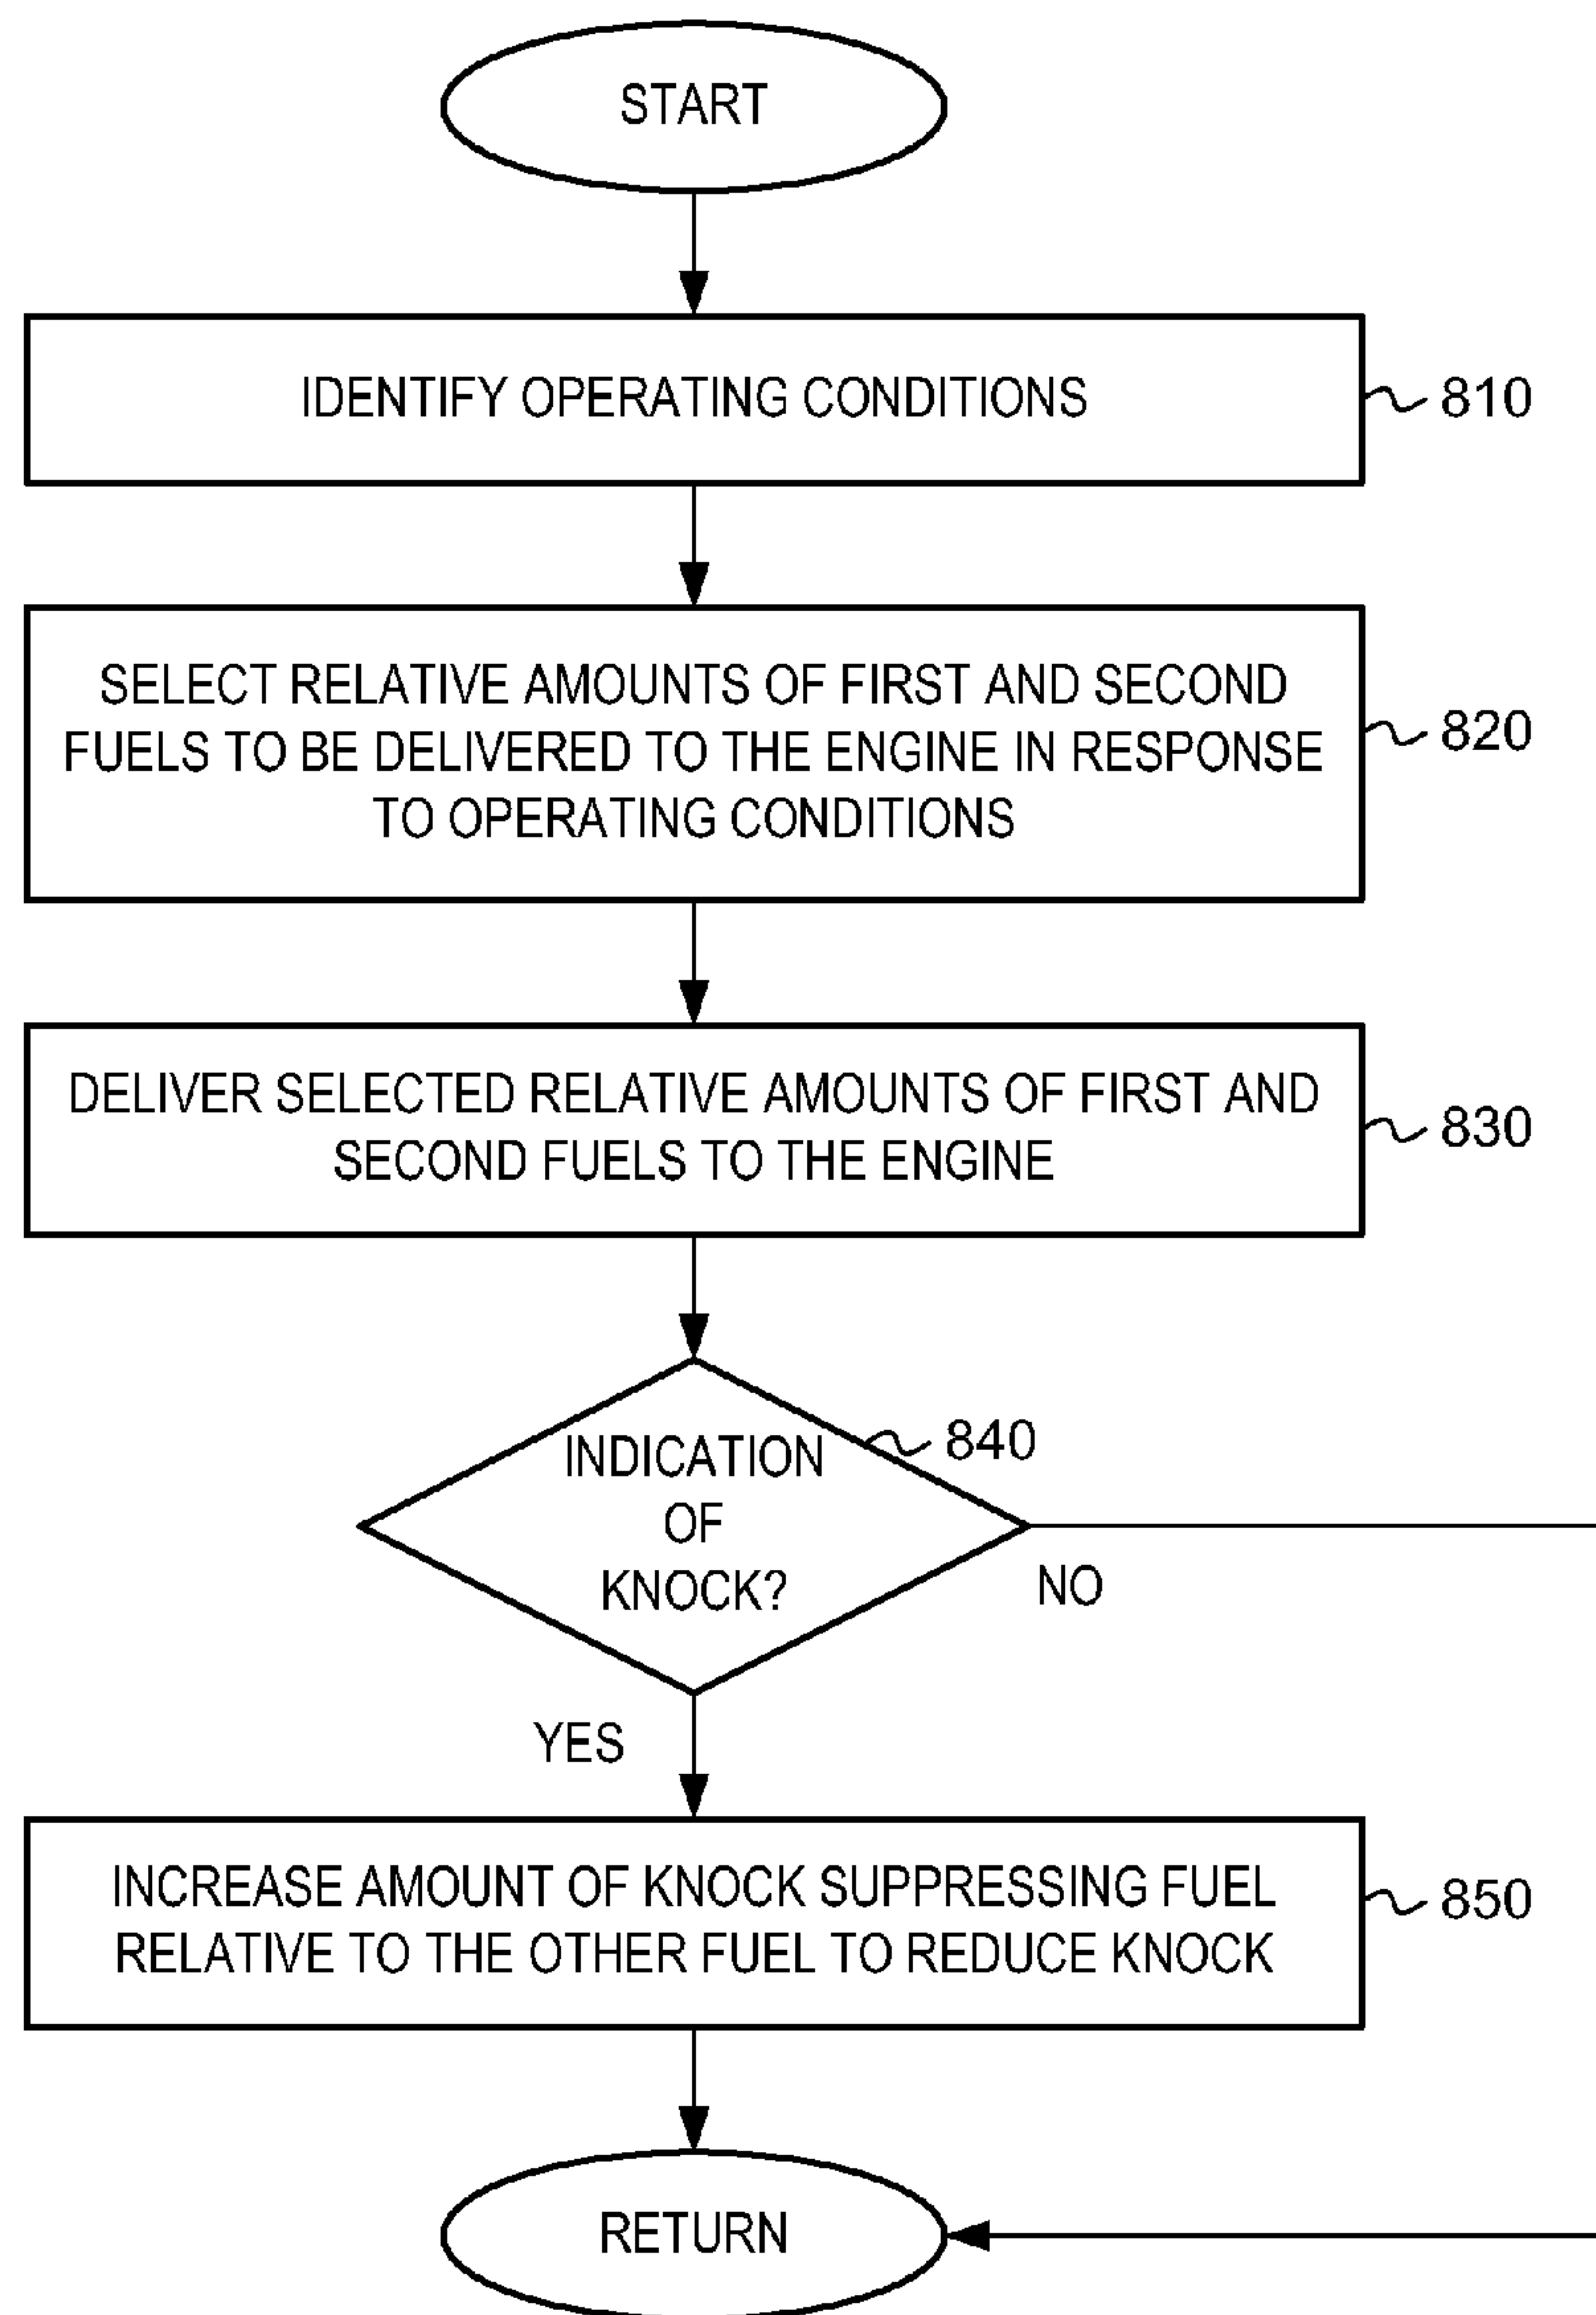 START
IDENTIFY OPERATING CONDITIONS
810
SELECT RELATIVE AMOUNTS OF FIRST AND SECOND
FUELS TO BE DELIVERED TO THE ENGINE IN RESPONSE
TO OPERATING CONDITIONS
820
DELIVER SELECTED RELATIVE AMOUNTS OF FIRST AND
SECOND FUELS TO THE ENGINE
830
INDICATION
OF
KNOCK?
840
NO
YES
INCREASE AMOUNT OF KNOCK SUPPRESSING FUEL
RELATIVE TO THE OTHER FUEL TO REDUCE KNOCK
850
RETURN